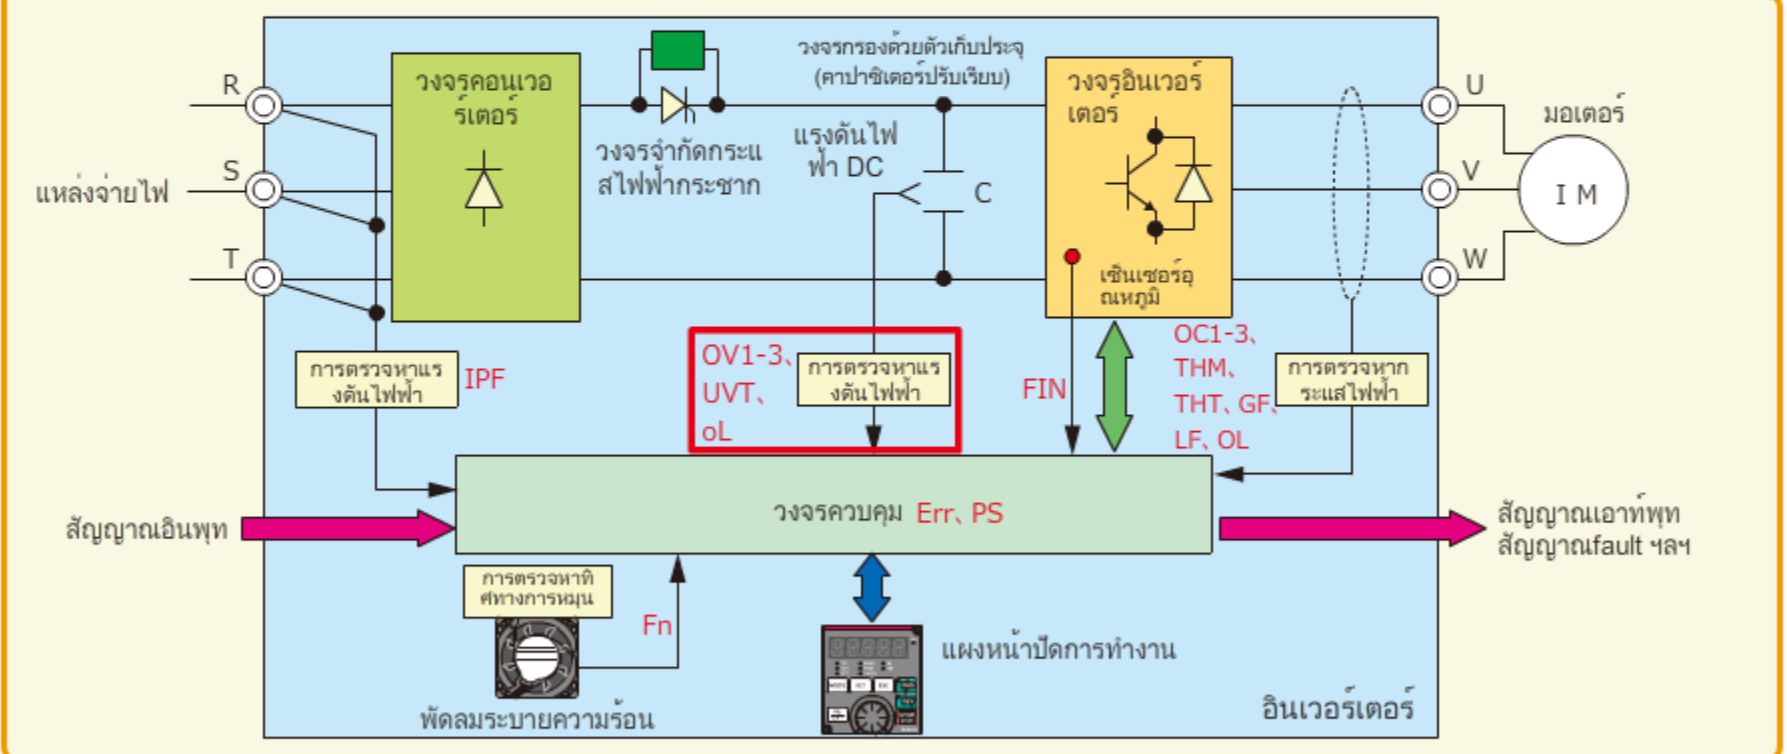 วงจรกรองด้วยตัวเก็บประจุ
(คาปาซิเตอร์ปรับเรียบ)
วงจรคอนเวอ
ร์เตอร์
วงจรอินเวอร์
เตอร์
R
S
T
แหล่งจ่ายไฟ
วงจรจำกัดกระแ
สไฟฟ้ากระชาก
แรงดันไฟ
ฟ้า DC
C
เซ็นเซอร์อุ
ณหภูมิ
U
V
W
มอเตอร์
I M
การตรวจหาแร
งดันไฟฟ้า
IPF
OV1-3、
UVT、
oL
การตรวจหาแร
งดันไฟฟ้า
FIN
OC1-3、
THM、
THT、GF、
LF、OL
การตรวจหาก
ระแสไฟฟ้า
สัญญาณอินพุท
วงจรควบคุม Err、PS
สัญญาณเอาท์พุท
สัญญาณfault ฯลฯ
การตรวจหาทิ
ศทางการหมุน
Fn
พัดลมระบายความร้อน
แผงหน้าปัดการทำงาน
อินเวอร์เตอร์